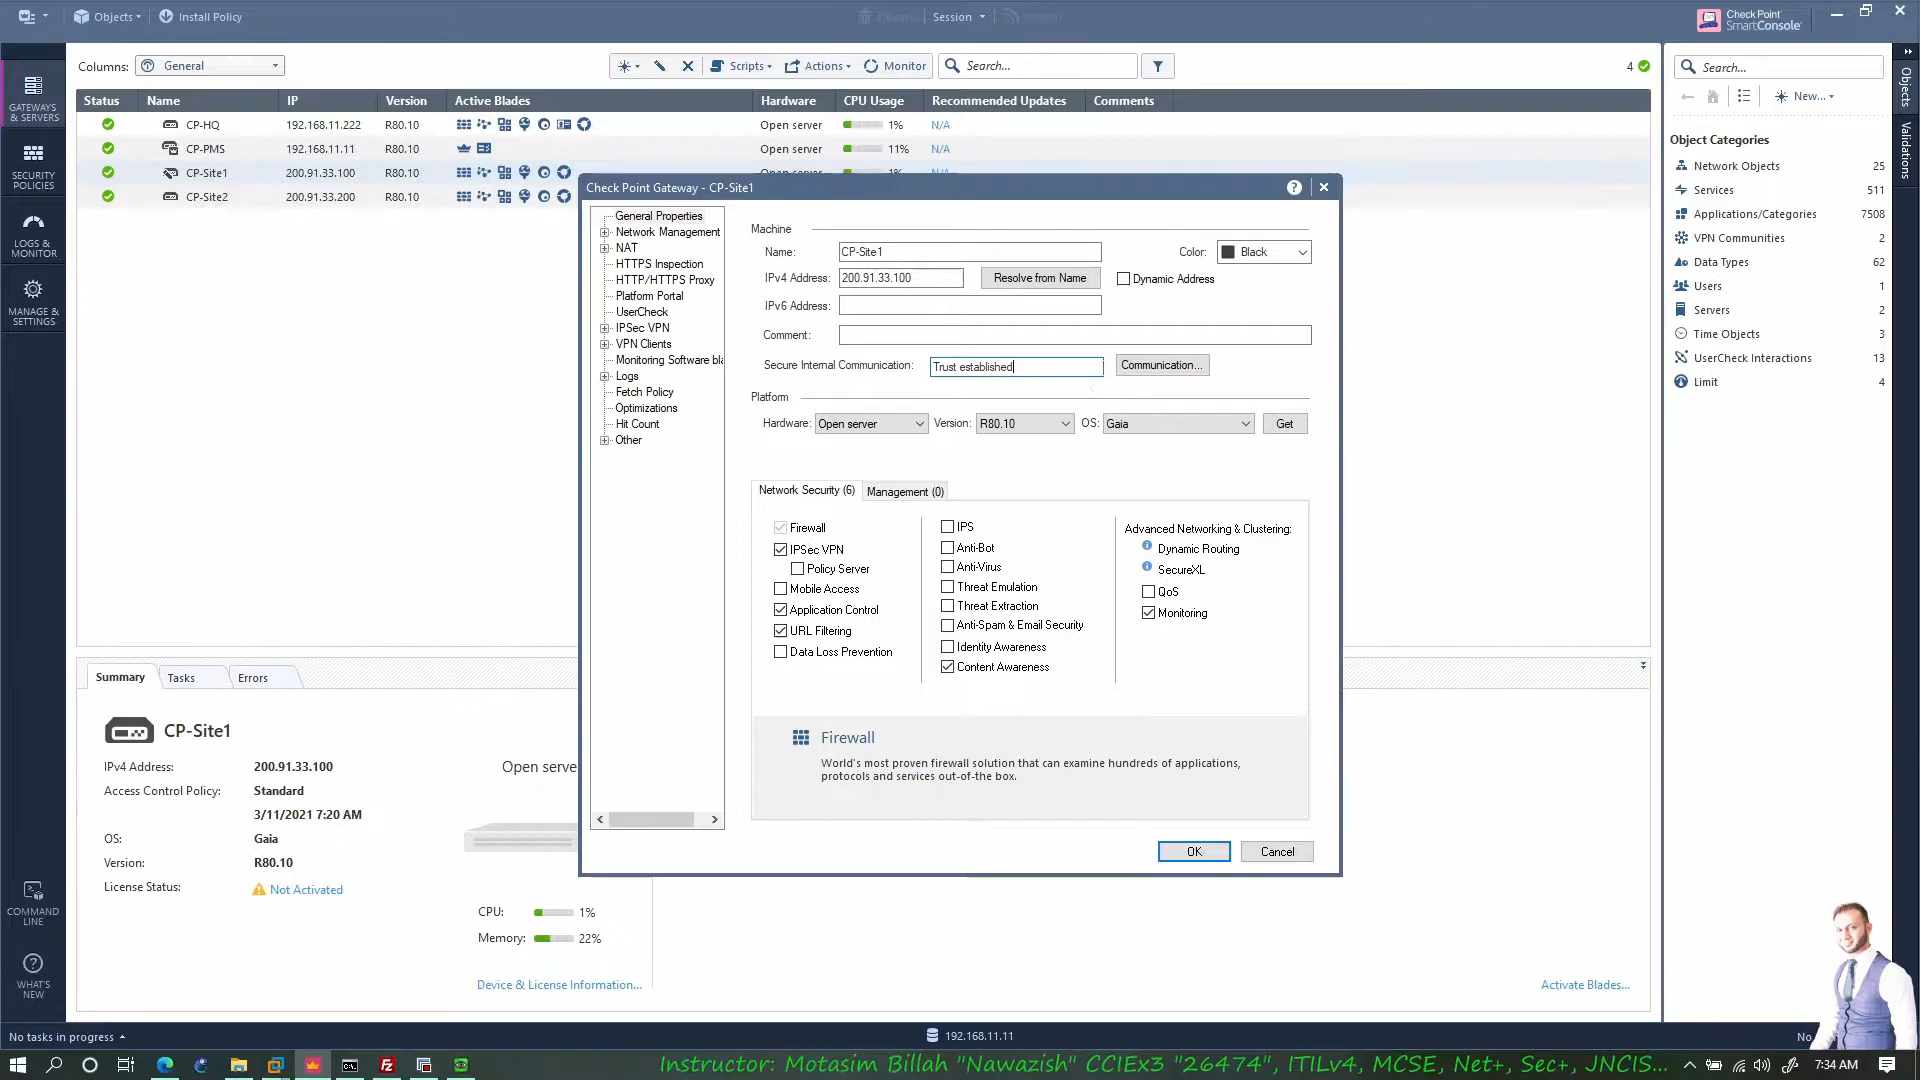 Objects
Install Policy
Session
Check Point
SmartConsole
GATEWAYS
& SERVERS
SECURITY
POLICIES
LOGS &
MONITOR
MANAGE &
SETTINGS
COMMAND
LINE
WHAT'S
NEW
Columns:
General
Scripts
Actions
Monitor
Search...
4
Status
Name
IP
Version
Active Blades
Hardware
CPU Usage
Recommended Updates
Comments
CP-HQ 192.168.11.222 R80.10 Open server 1% N/A
CP-PMS 192.168.11.11 R80.10 Open server 11% N/A
CP-Site1 200.91.33.100 R80.10
CP-Site2 200.91.33.200 R80.10
Check Point Gateway - CP-Site1
General Properties
Network Management
NAT
HTTPS Inspection
HTTP/HTTPS Proxy
Platform Portal
UserCheck
IPSec VPN
VPN Clients
Monitoring Software bla
Logs
Fetch Policy
Optimizations
Hit Count
Other
Machine
Name: CP-Site1 Color: Black
IPv4 Address: 200.91.33.100 Resolve from Name Dynamic Address
IPv6 Address:
Comment:
Secure Internal Communication: Trust established Communication...
Platform
Hardware: Open server Version: R80.10 OS: Gaia Get
Network Security (6) Management (0)
Firewall
IPSec VPN
Policy Server
Mobile Access
Application Control
URL Filtering
Data Loss Prevention
IPS
Anti-Bot
Anti-Virus
Threat Emulation
Threat Extraction
Anti-Spam & Email Security
Identity Awareness
Content Awareness
Advanced Networking & Clustering:
Dynamic Routing
SecureXL
QoS
Monitoring
Firewall
World's most proven firewall solution that can examine hundreds of applications,
protocols and services out-of-the box.
OK Cancel
Summary Tasks Errors
CP-Site1
IPv4 Address: 200.91.33.100
Access Control Policy: Standard
3/11/2021 7:20 AM
OS: Gaia
Version: R80.10
License Status: Not Activated
Open serve
CPU: 1%
Memory: 22%
Device & License Information...
Activate Blades...
Search...
New...
Object Categories
Network Objects 25
Services 511
Applications/Categories 7508
VPN Communities 2
Data Types 62
Users 1
Servers 2
Time Objects 3
UserCheck Interactions 13
Limit 4
Objects
Validations
No tasks in progress
192.168.11.11
No
Instructor: Motasim Billah "Nawazish" CCIEx3 "26474", ITILv4, MCSE, Net+, Sec+, JNCIS...
7:34 AM